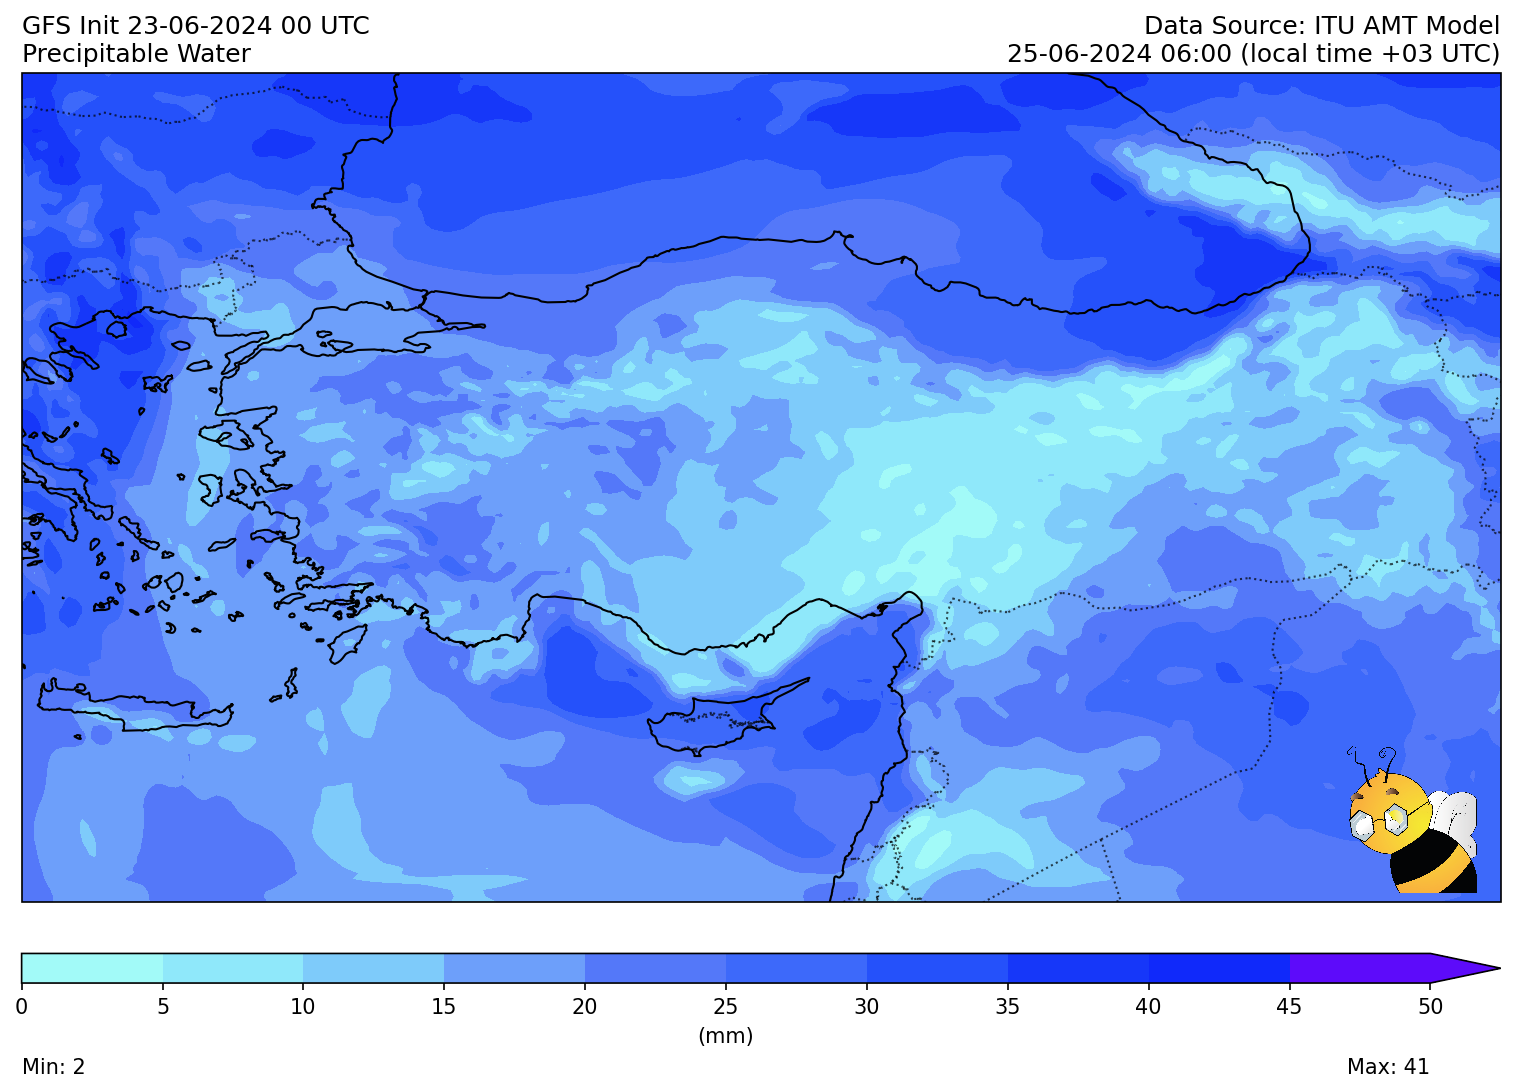 GFS Init 23-06-2024 00 UTC
Data Source: ITU AMT Model
Precipitable Water
25-06-2024 06:00 (local time +03 UTC)
0 5 10 15 20 25 30 35 40 45 50
(mm)
Min: 2
Max: 41